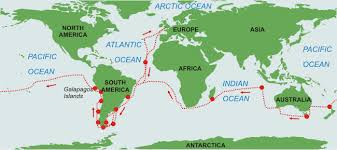 ARCTIC OCEAN
NORTH
AMERICA
EUROPE
ASIA
ATLANTIC
OCEAN
PACIFIC
OCEAN
PACIFIC
OCEAN
AFRICA
SOUTH
AMERICA
Galapagos
Islands
INDIAN
OCEAN
AUSTRALIA
ANTARCTICA